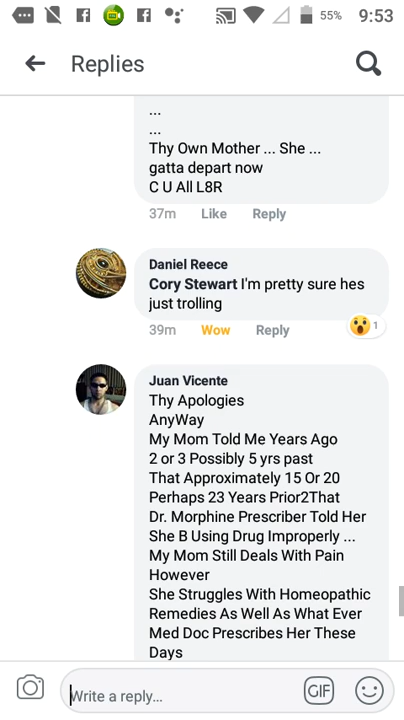 55% 9:53
Replies
...
...
Thy Own Mother ... She ...
gatta depart now
C U All L8R
37m Like Reply
Daniel Reece
Cory Stewart I'm pretty sure hes
just trolling
39m Wow Reply 1
Juan Vicente
Thy Apologies
AnyWay
My Mom Told Me Years Ago
2 or 3 Possibly 5 yrs past
That Approximately 15 Or 20
Perhaps 23 Years Prior2That
Dr. Morphine Prescriber Told Her
She B Using Drug Improperly ...
My Mom Still Deals With Pain
However
She Struggles With Homeopathic
Remedies As Well As What Ever
Med Doc Prescribes Her These
Days
Write a reply... GIF